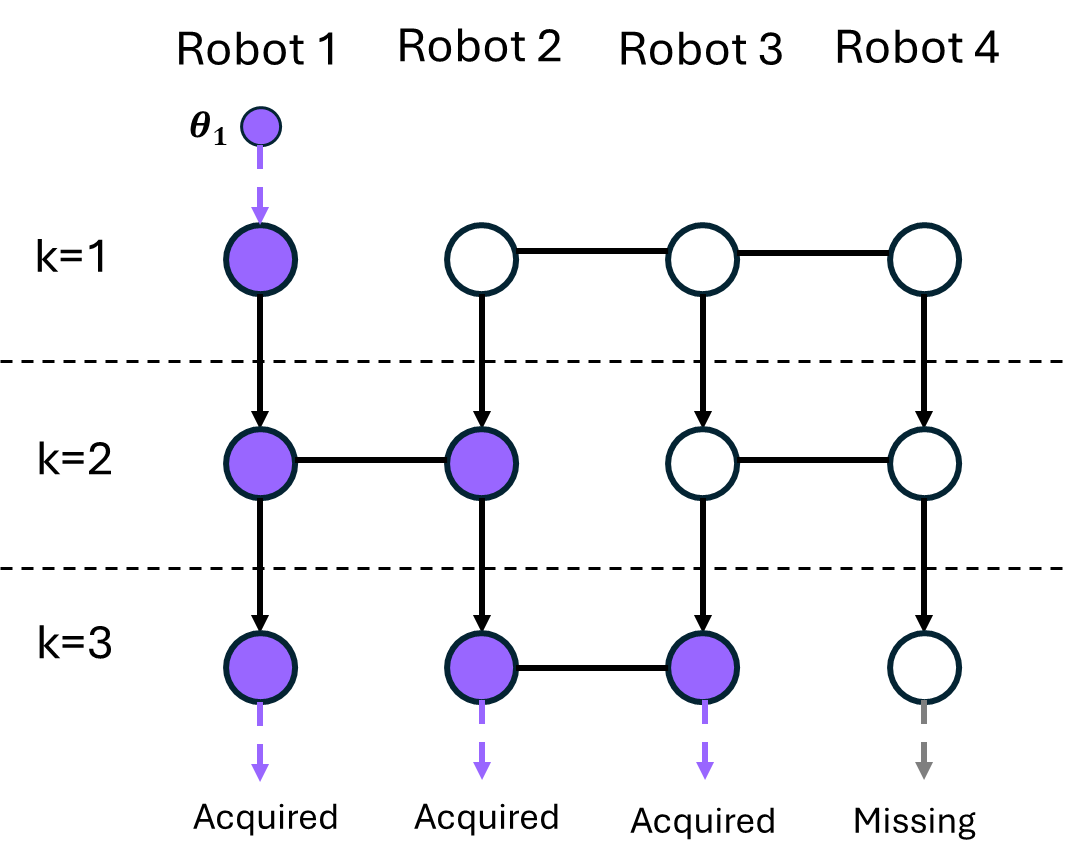 Robot 1 Robot 2 Robot 3 Robot 4
θ₁
k=1
k=2
k=3
Acquired Acquired Acquired Missing